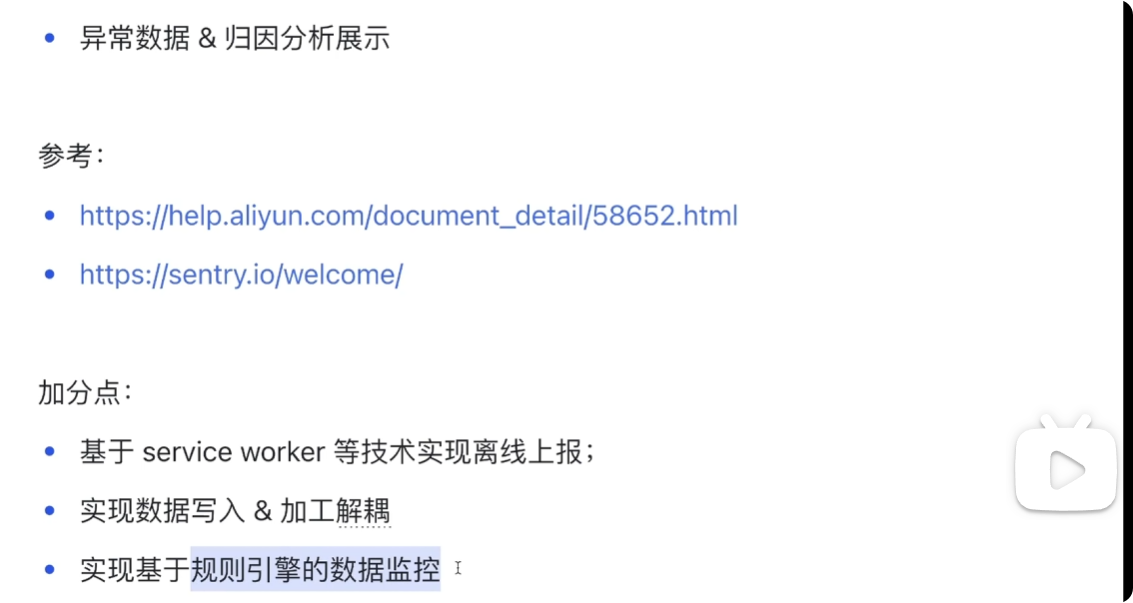 异常数据 & 归因分析展示
参考：
https://help.aliyun.com/document_detail/58652.html
https://sentry.io/welcome/
加分点：
基于 service worker 等技术实现离线上报；
实现数据写入 & 加工解耦
实现基于规则引擎的数据监控